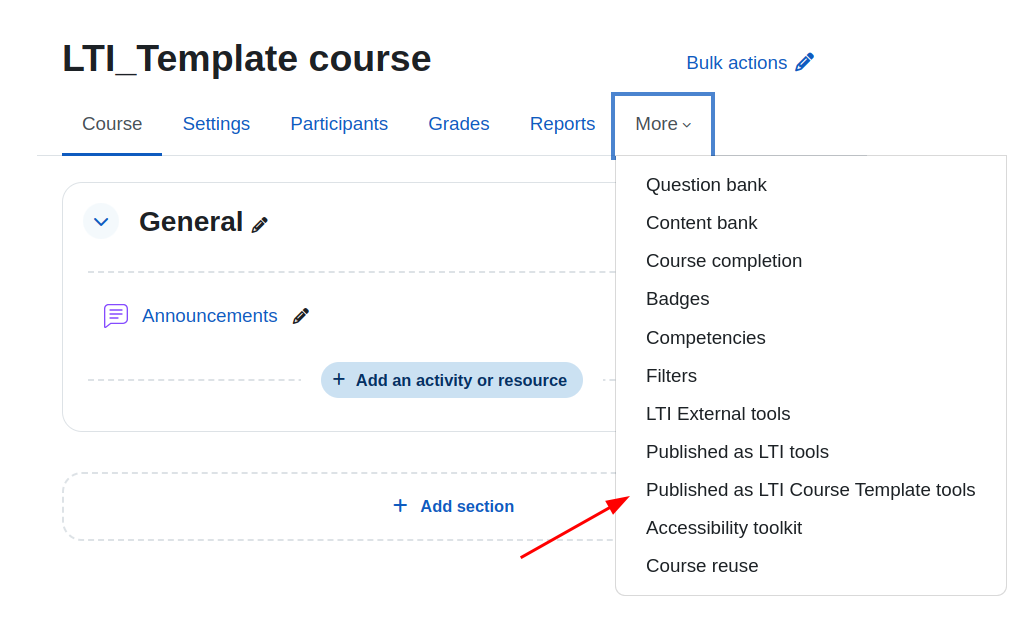 LTI_Template course
Bulk actions
Course Settings Participants Grades Reports More
General
Announcements
+ Add an activity or resource
+ Add section
Question bank
Content bank
Course completion
Badges
Competencies
Filters
LTI External tools
Published as LTI tools
Published as LTI Course Template tools
Accessibility toolkit
Course reuse